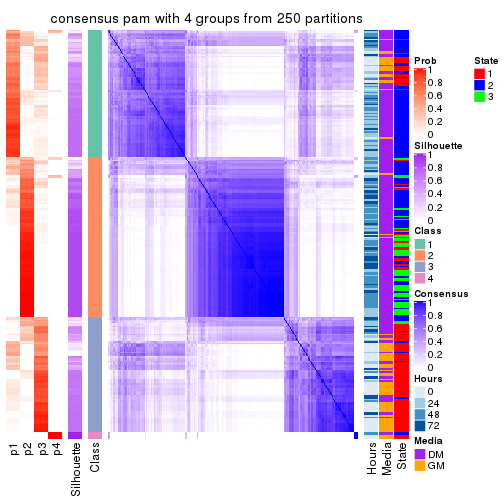 consensus pam with 4 groups from 250 partitions
Prob
1
0.8
0.6
0.4
0.2
0
State
1
2
3
Silhouette
1
0.8
0.6
0.4
0.2
0
Class
1
2
3
4
Consensus
1
0.8
0.6
0.4
0.2
0
Hours
0
24
48
72
Media
DM
GM
p1
p2
p3
p4
Silhouette
Class
Hours
Media
State